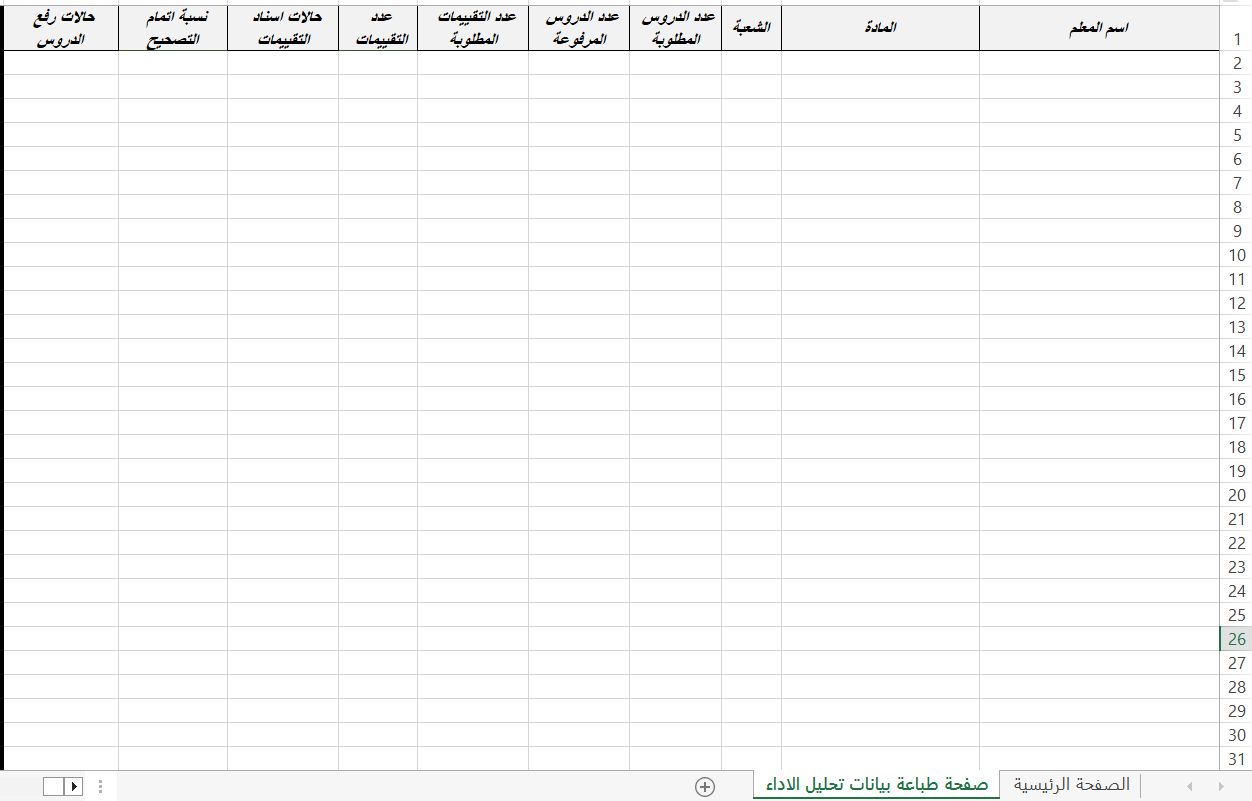 اسم المعلم
المادة
الشعبة
عدد الدروس
المطلوبة
عدد الدروس
المرفوعة
عدد التقييمات
المطلوبة
عدد
التقييمات
حالات اسناد
التقييمات
نسبة اتمام
التصحيح
حالات رفع
الدروس
1
2
3
4
5
6
7
8
9
10
11
12
13
14
15
16
17
18
19
20
21
22
23
24
25
26
27
28
29
30
31
الصفحة الرئيسية
صفحة طباعة بيانات تحليل الاداء